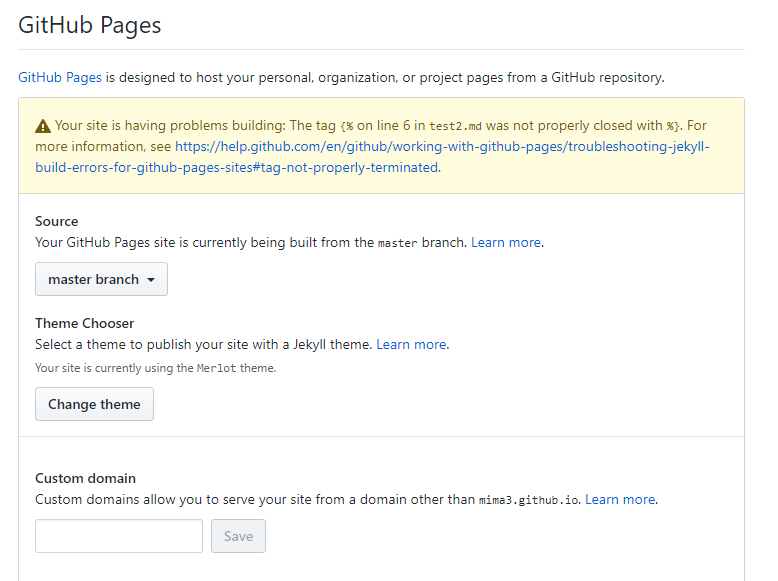 GitHub Pages
GitHub Pages is designed to host your personal, organization, or project pages from a GitHub repository.
Your site is having problems building: The tag {% on line 6 in test2.md was not properly closed with %}. For
more information, see https://help.github.com/en/github/working-with-github-pages/troubleshooting-jekyll-
build-errors-for-github-pages-sites#tag-not-properly-terminated.
Source
Your GitHub Pages site is currently being built from the master branch. Learn more.
master branch
Theme Chooser
Select a theme to publish your site with a Jekyll theme. Learn more.
Your site is currently using the Merlot theme.
Change theme
Custom domain
Custom domains allow you to serve your site from a domain other than mima3.github.io. Learn more.
Save